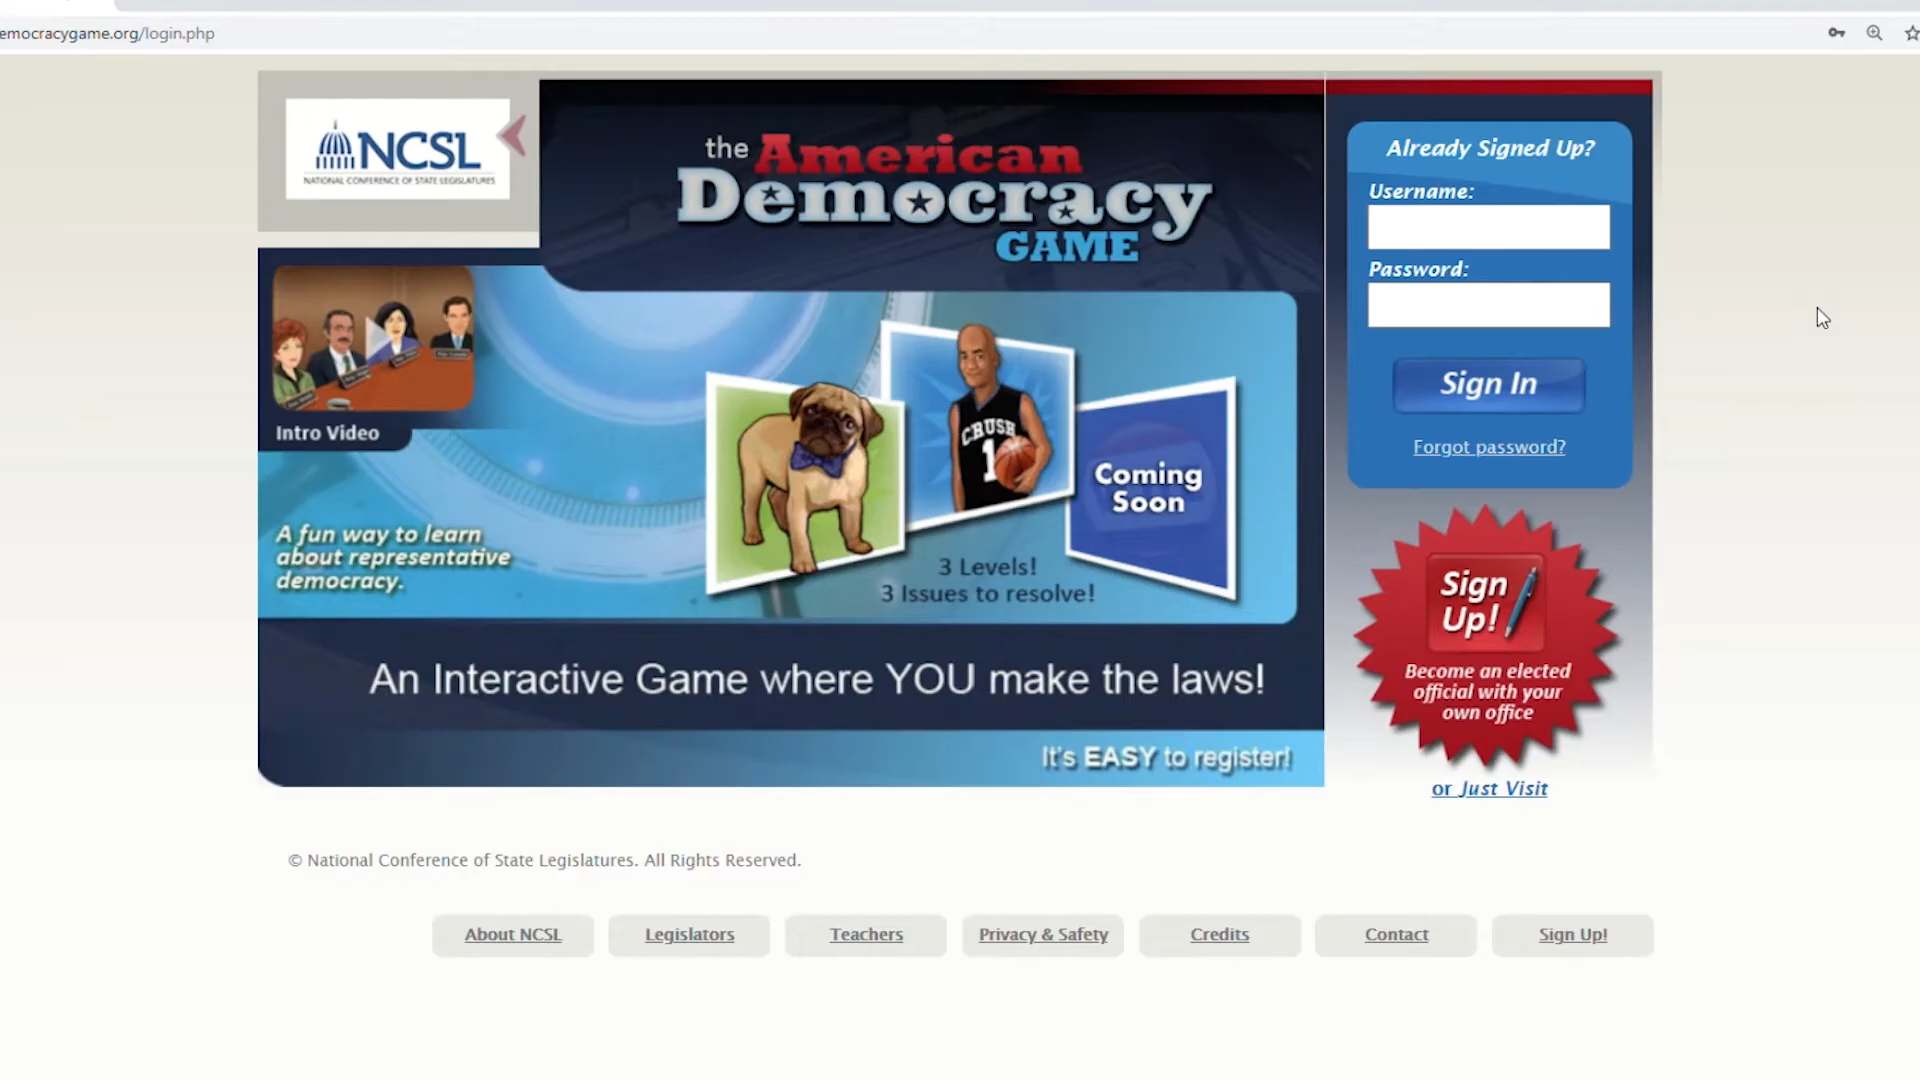 emocracygame.org/login.php
NCSL
NATIONAL CONFERENCE OF STATE LEGISLATURES
the American
Democracy
GAME
Intro Video
A fun way to learn
about representative
democracy.
CRUSH
1
Coming
Soon
3 Levels!
3 Issues to resolve!
An Interactive Game where YOU make the laws!
It's EASY to register!
Already Signed Up?
Username:
Password:
Sign In
Forgot password?
Sign
Up!
Become an elected
official with your
own office
or Just Visit
© National Conference of State Legislatures. All Rights Reserved.
About NCSL
Legislators
Teachers
Privacy & Safety
Credits
Contact
Sign Up!